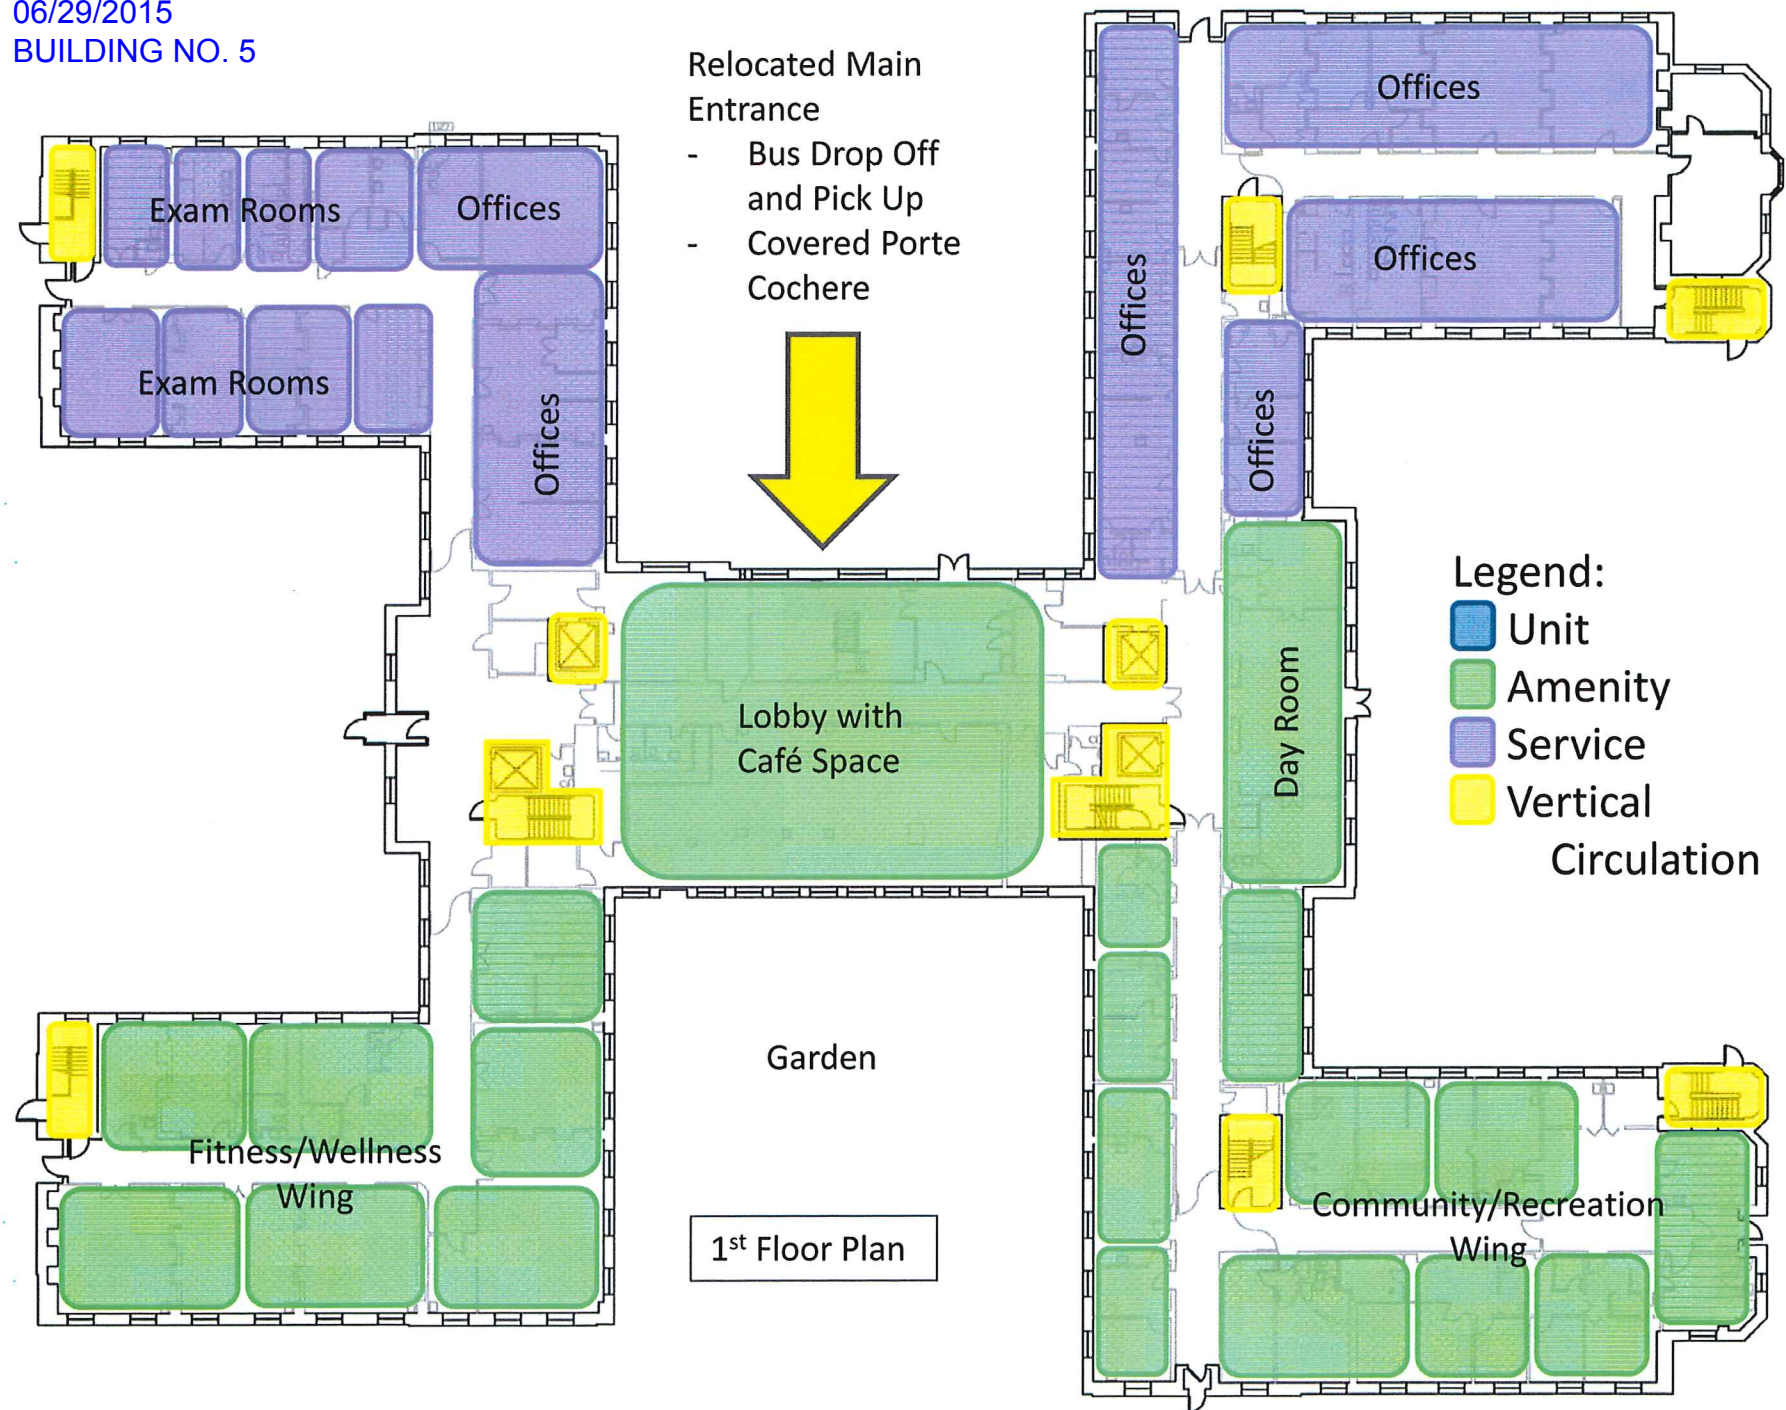 06/29/2015
BUILDING NO. 5
Relocated Main
Entrance
- Bus Drop Off
and Pick Up
- Covered Porte
Cochere
Exam Rooms
Offices
Exam Rooms
Offices
Offices
Offices
Offices
Offices
Lobby with
Café Space
Day Room
Legend:
Unit
Amenity
Service
Vertical
Circulation
Garden
Fitness/Wellness
Wing
Community/Recreation
Wing
1st Floor Plan